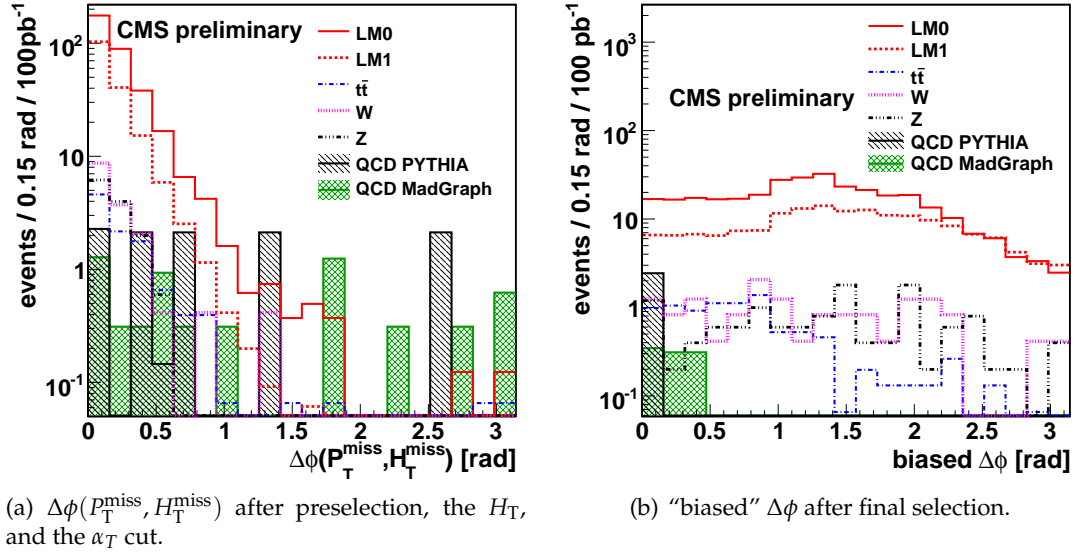 CMS preliminary
LM0
LM1
tt̄
W
Z
QCD PYTHIA
QCD MadGraph
events / 0.15 rad / 100pb⁻¹
10²
10
1
10⁻¹
0 0.5 1 1.5 2 2.5 3
Δϕ(P_T^miss,H_T^miss) [rad]
(a) Δϕ(P_T^miss, H_T^miss) after preselection, the H_T,
and the α_T cut.
CMS preliminary
LM0
LM1
tt̄
W
Z
QCD PYTHIA
QCD MadGraph
events / 0.15 rad / 100 pb⁻¹
10³
10²
10
1
10⁻¹
0 0.5 1 1.5 2 2.5 3
biased Δϕ [rad]
(b) “biased” Δϕ after final selection.